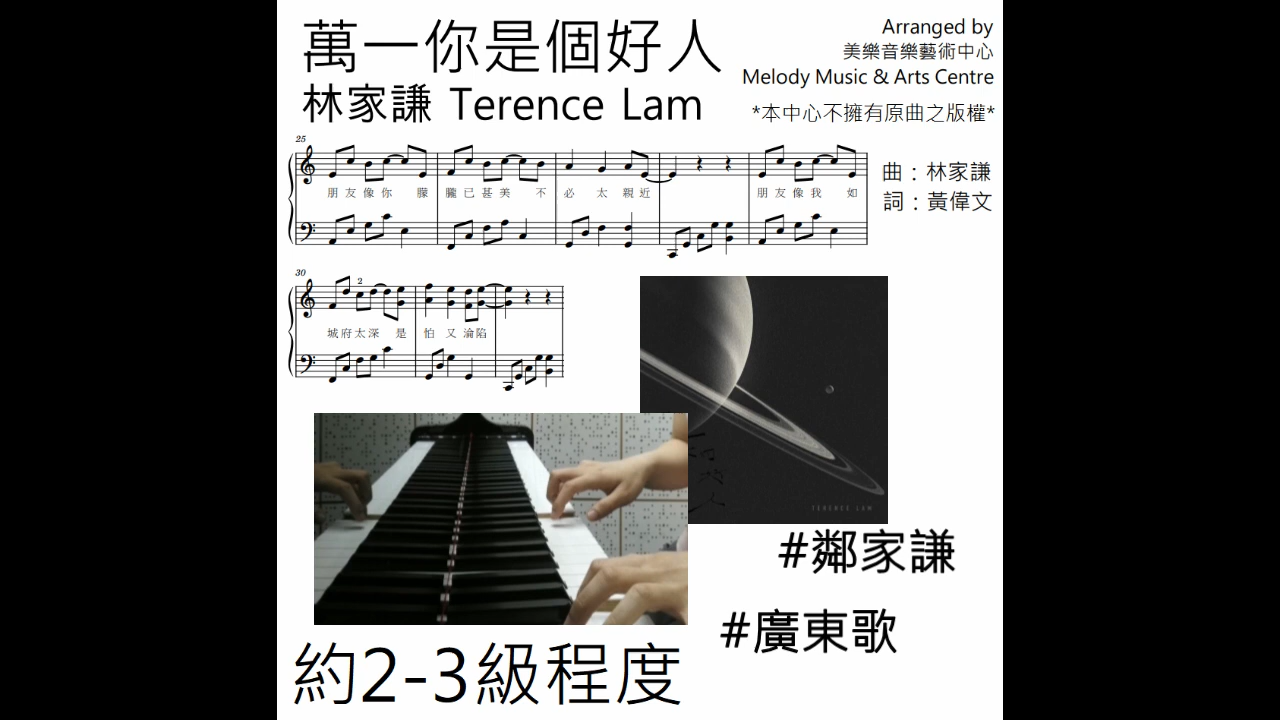 萬一你是個好人
林家謙 Terence Lam
Arranged by
美樂音樂藝術中心
Melody Music & Arts Centre
*本中心不擁有原曲之版權*
曲：林家謙
詞：黃偉文
25
朋 友 像 你 朦 朧 已 甚 美 不 必 太 親 近 朋 友 像 我 如
30
2
城 府 太 深 是 怕 又 淪 陷
TERENCE LAM
#鄰家謙
#廣東歌
約2-3級程度